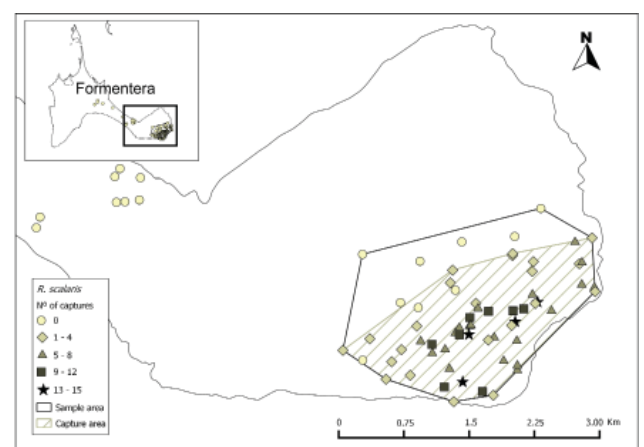 Formentera
N
R. scalaris
Nº of captures
0
1 - 4
5 - 8
9 - 12
13 - 15
Sample area
Capture area
0 0.75 1.5 2.25 3.00 Km